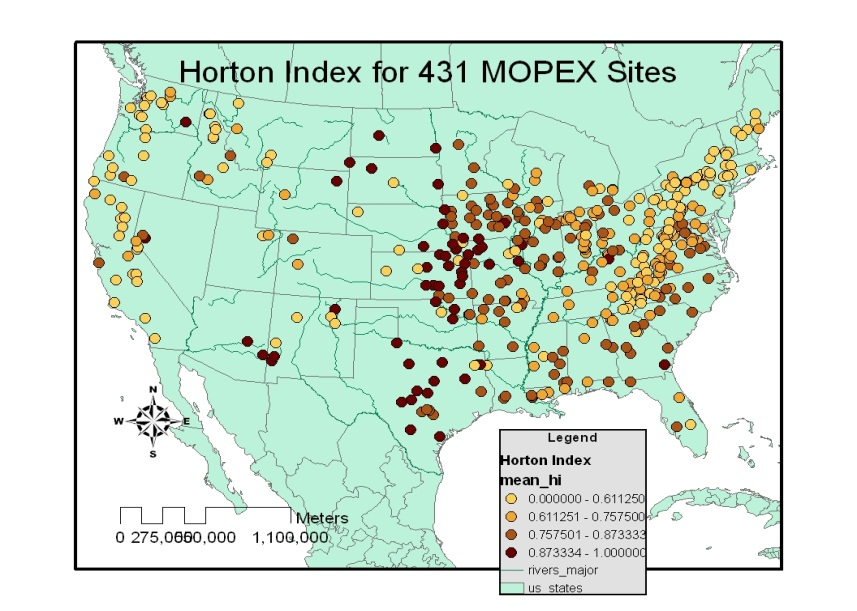 Horton Index for 431 MOPEX Sites
N
W E
S
Meters
0 275,000 550,000 1,100,000
Legend
Horton Index
mean_hi
0.000000 - 0.611250
0.611251 - 0.757500
0.757501 - 0.873333
0.873334 - 1.000000
rivers_major
us_states